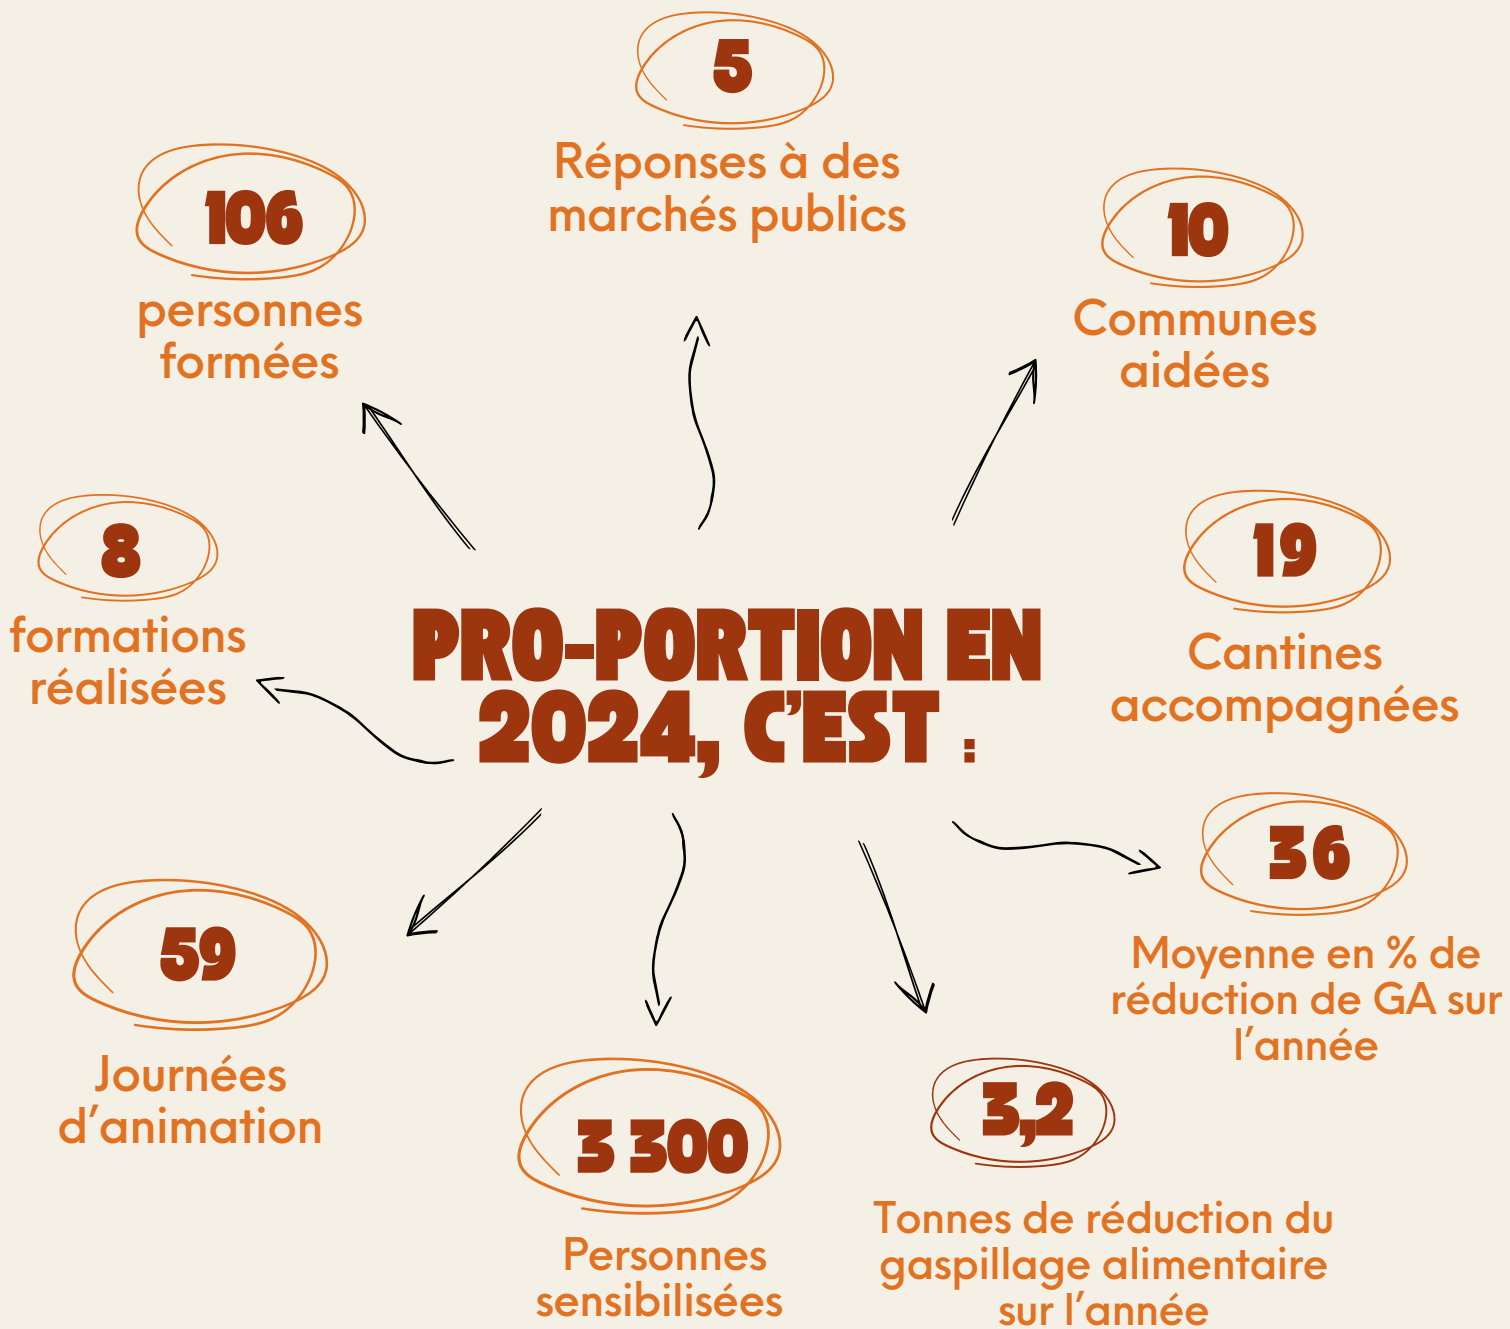 5
Réponses à des
marchés publics
106
personnes
formées
10
Communes
aidées
8
formations
réalisées
19
Cantines
accompagnées
PRO-PORTION EN
2024, C'EST :
36
Moyenne en % de
réduction de GA sur
l'année
59
Journées
d'animation
3 300
Personnes
sensibilisées
3,2
Tonnes de réduction du
gaspillage alimentaire
sur l'année